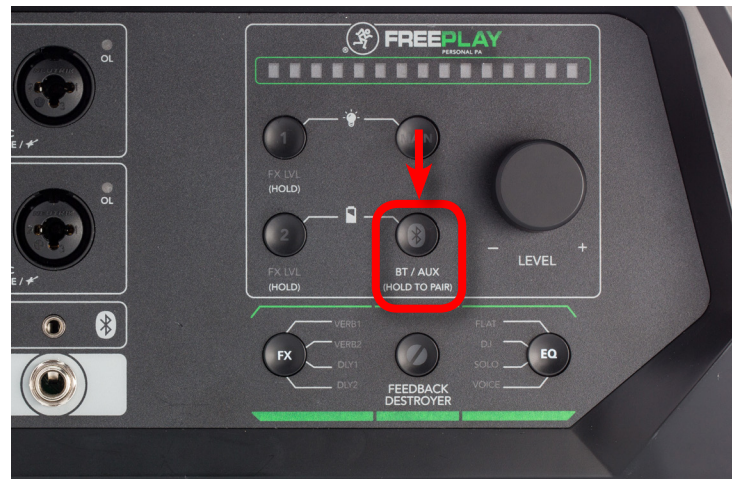 FREEPLAY
PERSONAL PA
®
OL
1
FX LVL
(HOLD)
OL
2
FX LVL
(HOLD)
BT / AUX
(HOLD TO PAIR)
– LEVEL +
FX
VERB1
VERB2
DLY1
DLY2
FEEDBACK
DESTROYER
FLAT
DJ
SOLO
VOICE
EQ